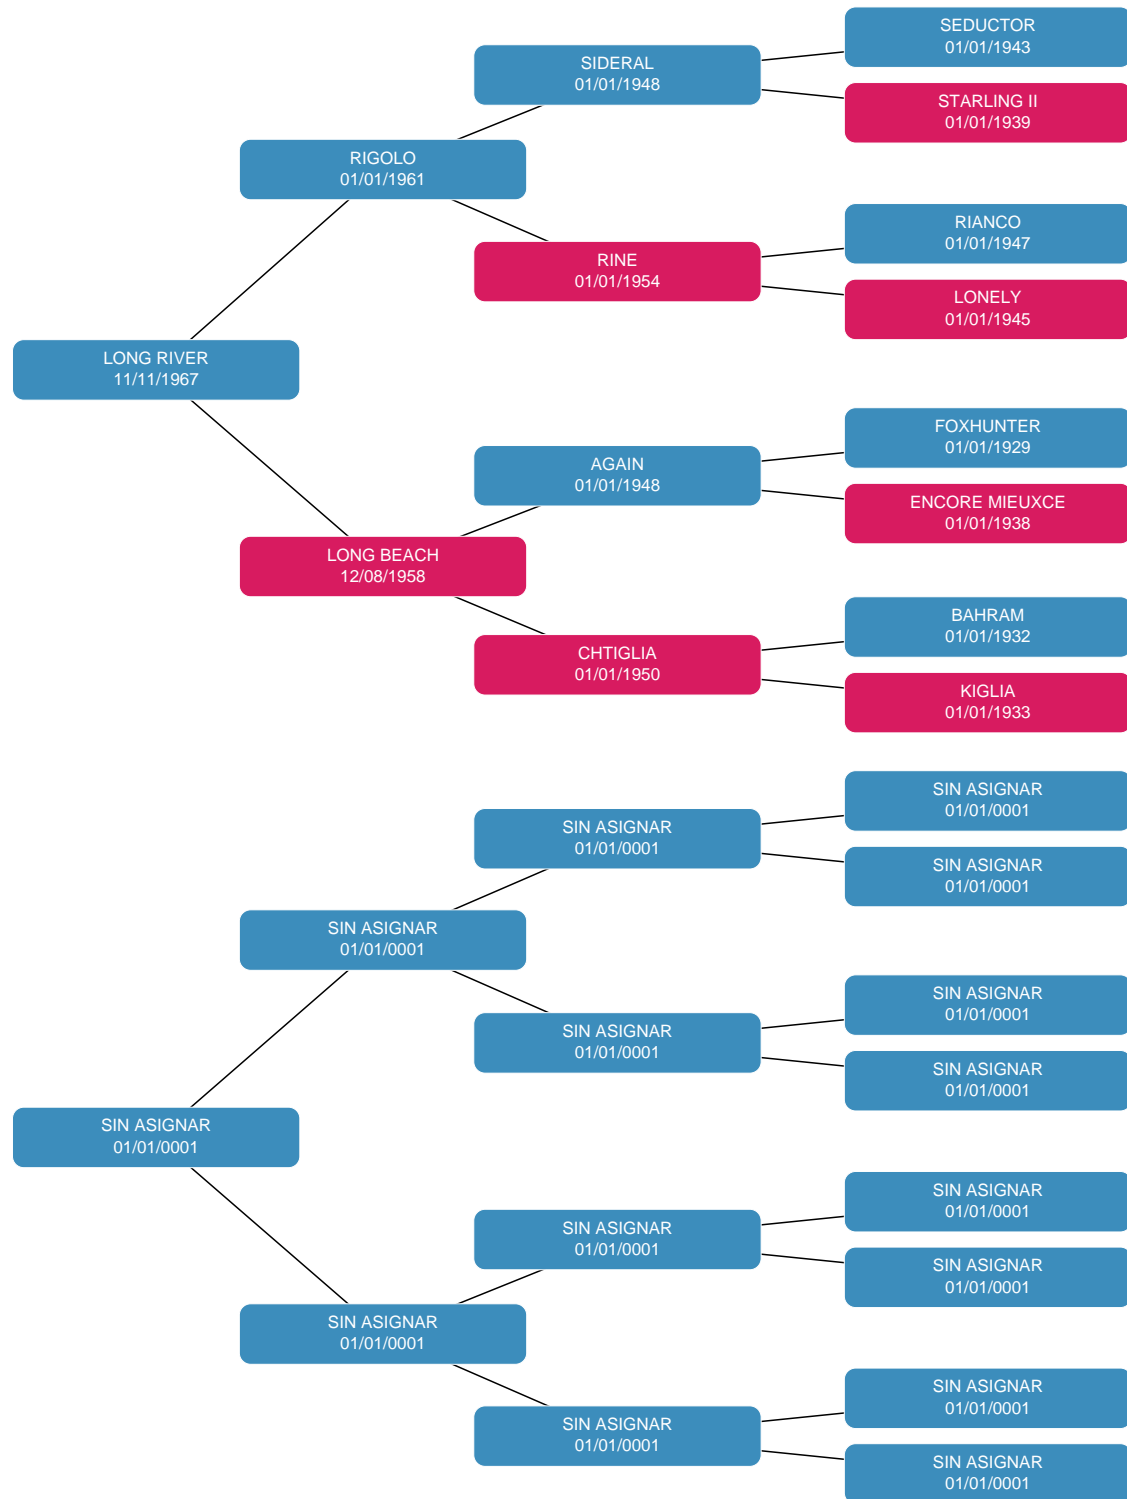 SEDUCTOR
01/01/1943
SIDERAL
01/01/1948
STARLING II
01/01/1939
RIGOLO
01/01/1961
RIANCO
01/01/1947
RINE
01/01/1954
LONELY
01/01/1945
LONG RIVER
11/11/1967
FOXHUNTER
01/01/1929
AGAIN
01/01/1948
ENCORE MIEUXCE
01/01/1938
LONG BEACH
12/08/1958
BAHRAM
01/01/1932
CHTIGLIA
01/01/1950
KIGLIA
01/01/1933
SIN ASIGNAR
01/01/0001
SIN ASIGNAR
01/01/0001
SIN ASIGNAR
01/01/0001
SIN ASIGNAR
01/01/0001
SIN ASIGNAR
01/01/0001
SIN ASIGNAR
01/01/0001
SIN ASIGNAR
01/01/0001
SIN ASIGNAR
01/01/0001
SIN ASIGNAR
01/01/0001
SIN ASIGNAR
01/01/0001
SIN ASIGNAR
01/01/0001
SIN ASIGNAR
01/01/0001
SIN ASIGNAR
01/01/0001
SIN ASIGNAR
01/01/0001
SIN ASIGNAR
01/01/0001